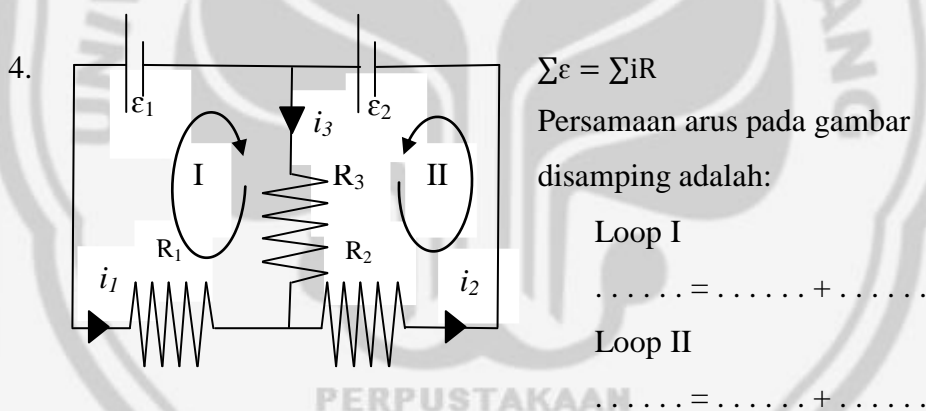 4.
ε1
ε2
i3
I
R3
II
R1
R2
i1
i2
∑ε = ∑iR
Persamaan arus pada gambar
disamping adalah:
Loop I
. . . . . . = . . . . . . + . . . . . .
Loop II
. . . . . . = . . . . . . + . . . . . .
PERPUSTAKAAN